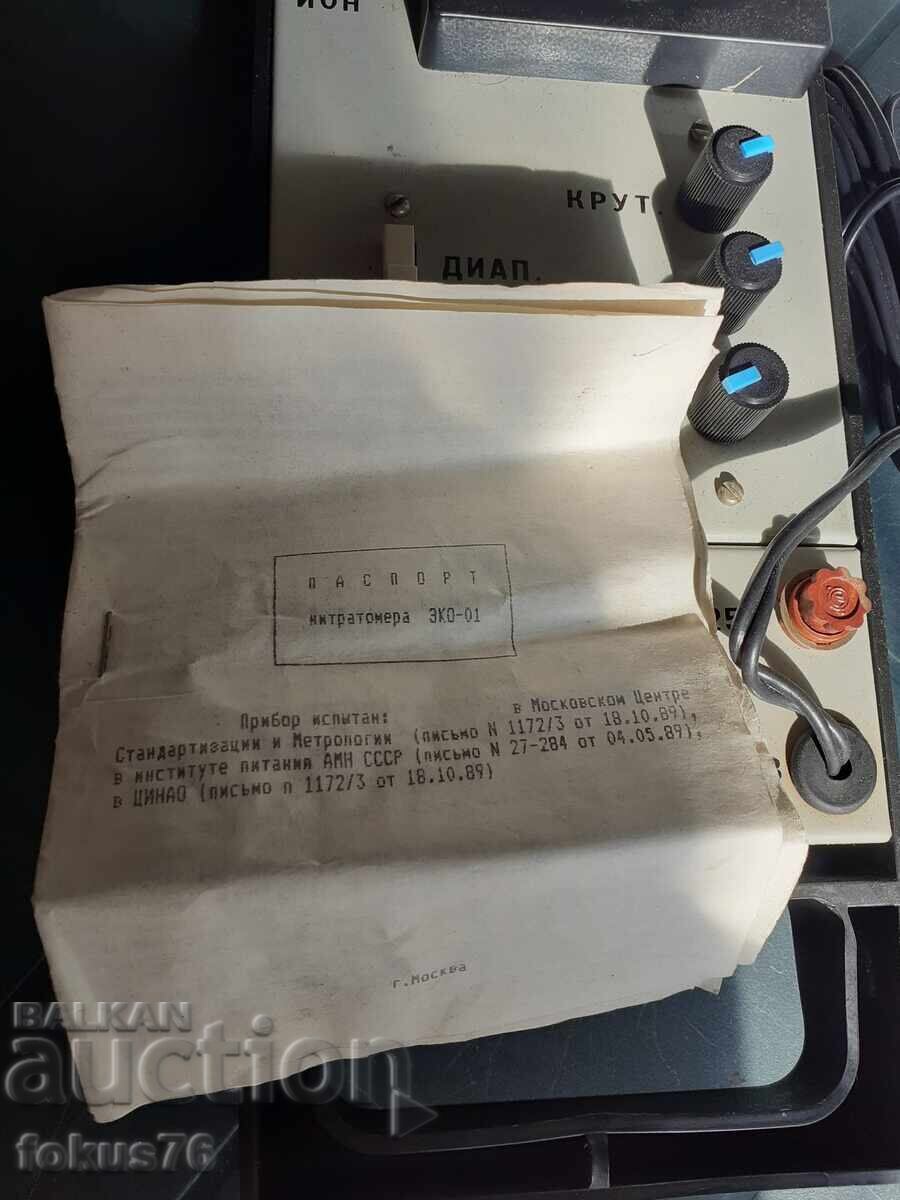 ИОН
КРУТ.
ДИАП.
ПАСПОРТ
нитратомера ЭКО-01
Прибор испытан: в Московском Центре
Стандартизации и Метрологии (письмо N 1172/3 от 18.10.89),
в институте питания АМН СССР (письмо N 27-284 от 04.05.89),
в ЦИНАО (письмо п 1172/3 от 18.10.89)
г.Москва
BALKAN
auction
fokus76